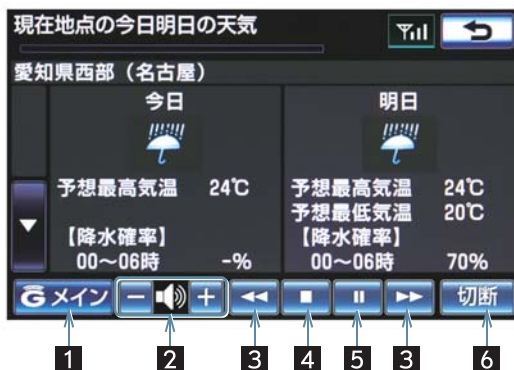 現在地点の今日明日の天気
愛知県西部（名古屋）
今日 明日
予想最高気温 24℃ 予想最高気温 24℃
予想最低気温 20℃
【降水確率】 【降水確率】
00〜06時 -% 00〜06時 70%
G メイン － ＋ 切断
1 2 3 4 5 3 6